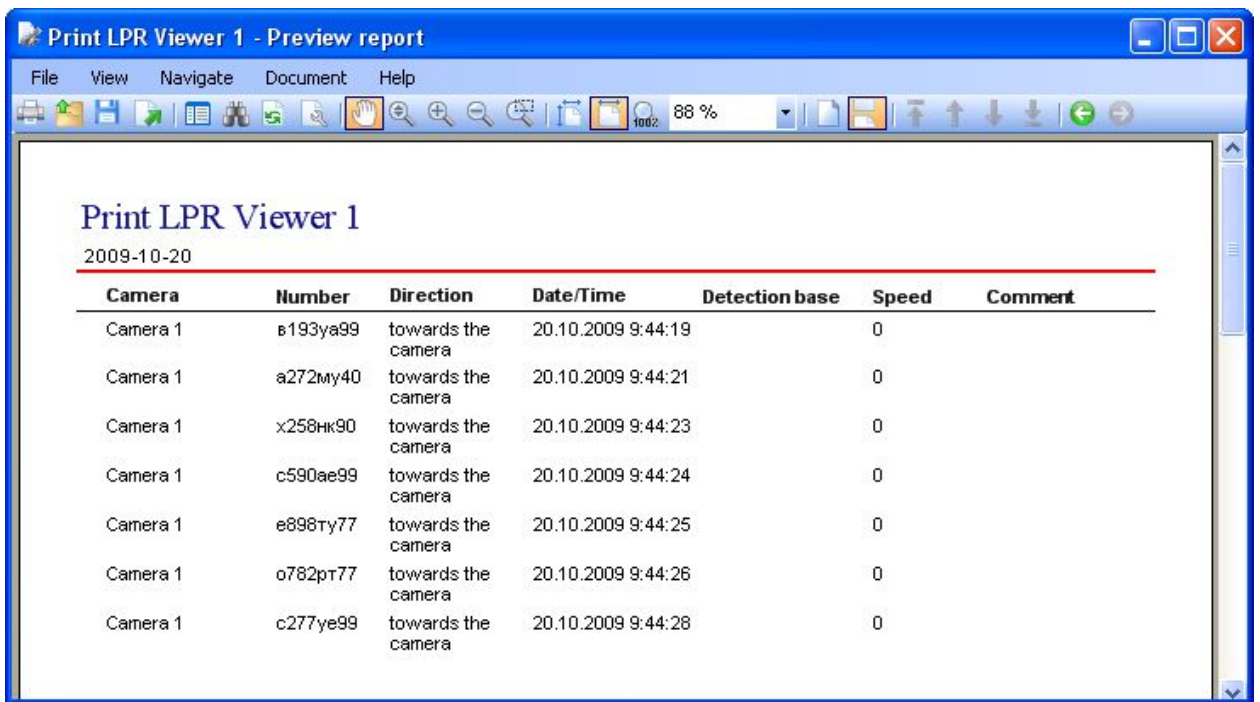 Print LPR Viewer 1 - Preview report
File View Navigate Document Help
100% 88 %
Print LPR Viewer 1
2009-10-20
Camera Number Direction Date/Time Detection base Speed Comment
Camera 1 в193уа99 towards the 20.10.2009 9:44:19 0
camera
Camera 1 а272му40 towards the 20.10.2009 9:44:21 0
camera
Camera 1 х258нк90 towards the 20.10.2009 9:44:23 0
camera
Camera 1 с590ае99 towards the 20.10.2009 9:44:24 0
camera
Camera 1 е898ту77 towards the 20.10.2009 9:44:25 0
camera
Camera 1 о782рт77 towards the 20.10.2009 9:44:26 0
camera
Camera 1 с277уе99 towards the 20.10.2009 9:44:28 0
camera